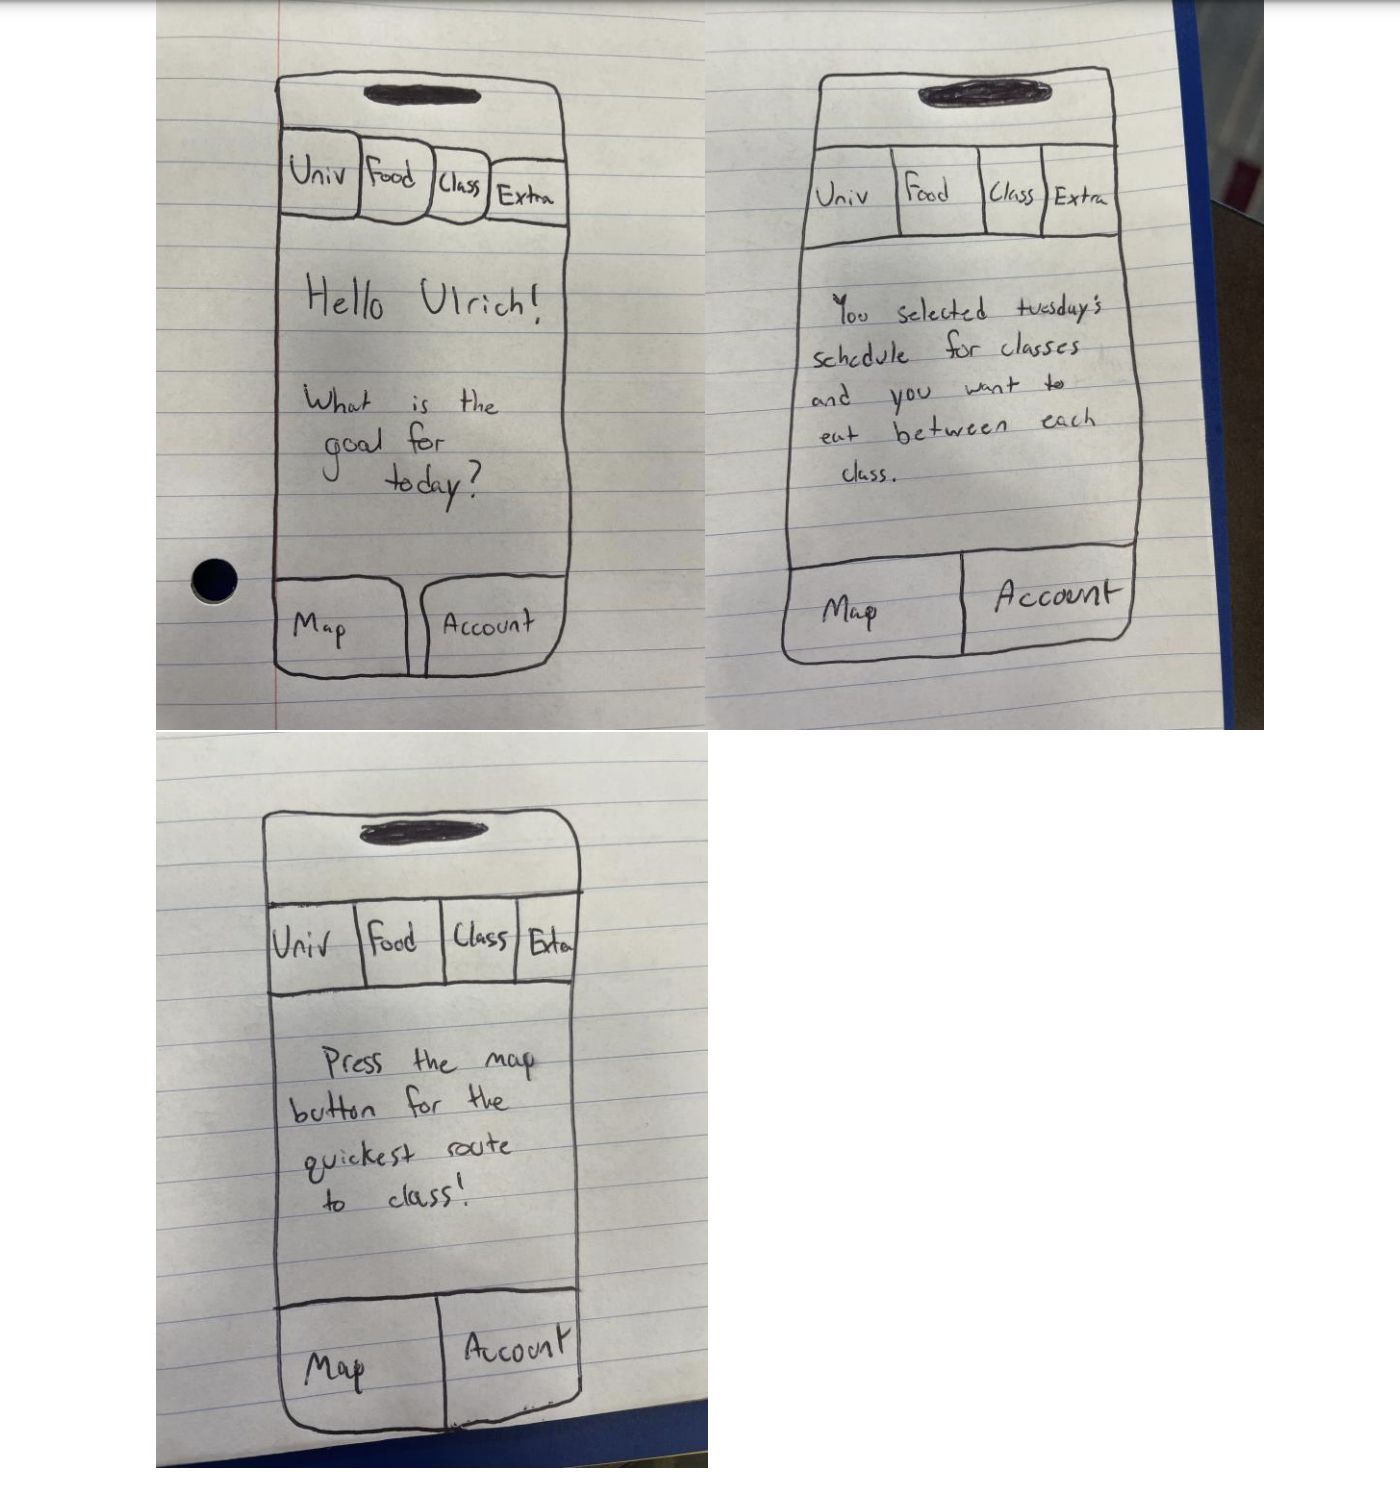 Univ Food Class Extra
Hello Ulrich!
What is the
goal for
today?
Map Account
Univ Food Class Extra
You selected tuesday's
schedule for classes
and you want to
eat between each
class.
Map Account
Univ Food Class Exta
Press the map
button for the
quickest route
to class!
Map Account